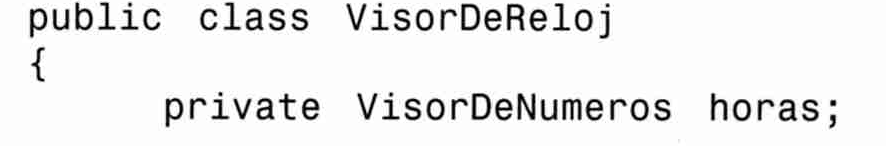 public class VisorDeReloj
{
private VisorDeNumeros horas;